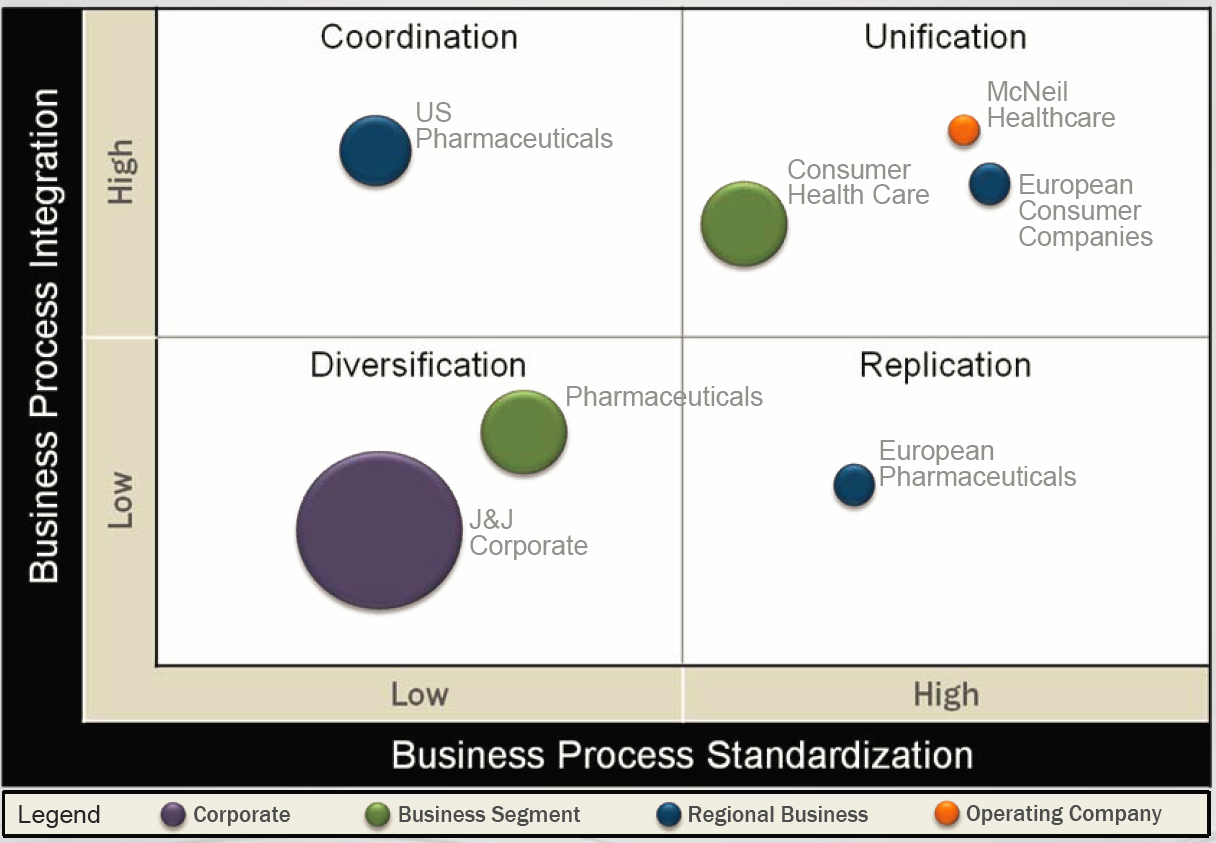 Coordination
Unification
US
Pharmaceuticals
McNeil
Healthcare
Consumer
Health Care
European
Consumer
Companies
Business Process Integration
High
Low
Diversification
Replication
Pharmaceuticals
European
Pharmaceuticals
J&J
Corporate
Low
High
Business Process Standardization
Legend
Corporate
Business Segment
Regional Business
Operating Company